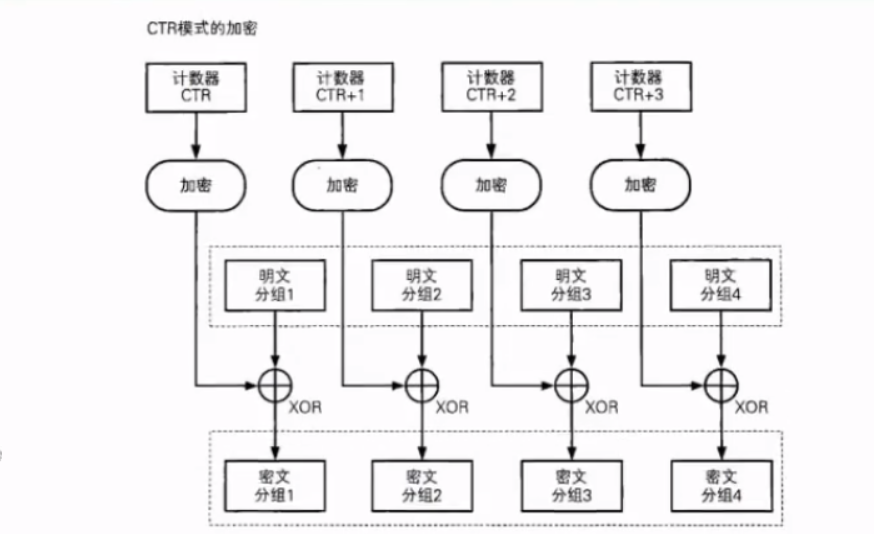 CTR模式的加密
计数器
CTR
计数器
CTR+1
计数器
CTR+2
计数器
CTR+3
加密
加密
加密
加密
明文
分组1
明文
分组2
明文
分组3
明文
分组4
XOR
XOR
XOR
XOR
密文
分组1
密文
分组2
密文
分组3
密文
分组4